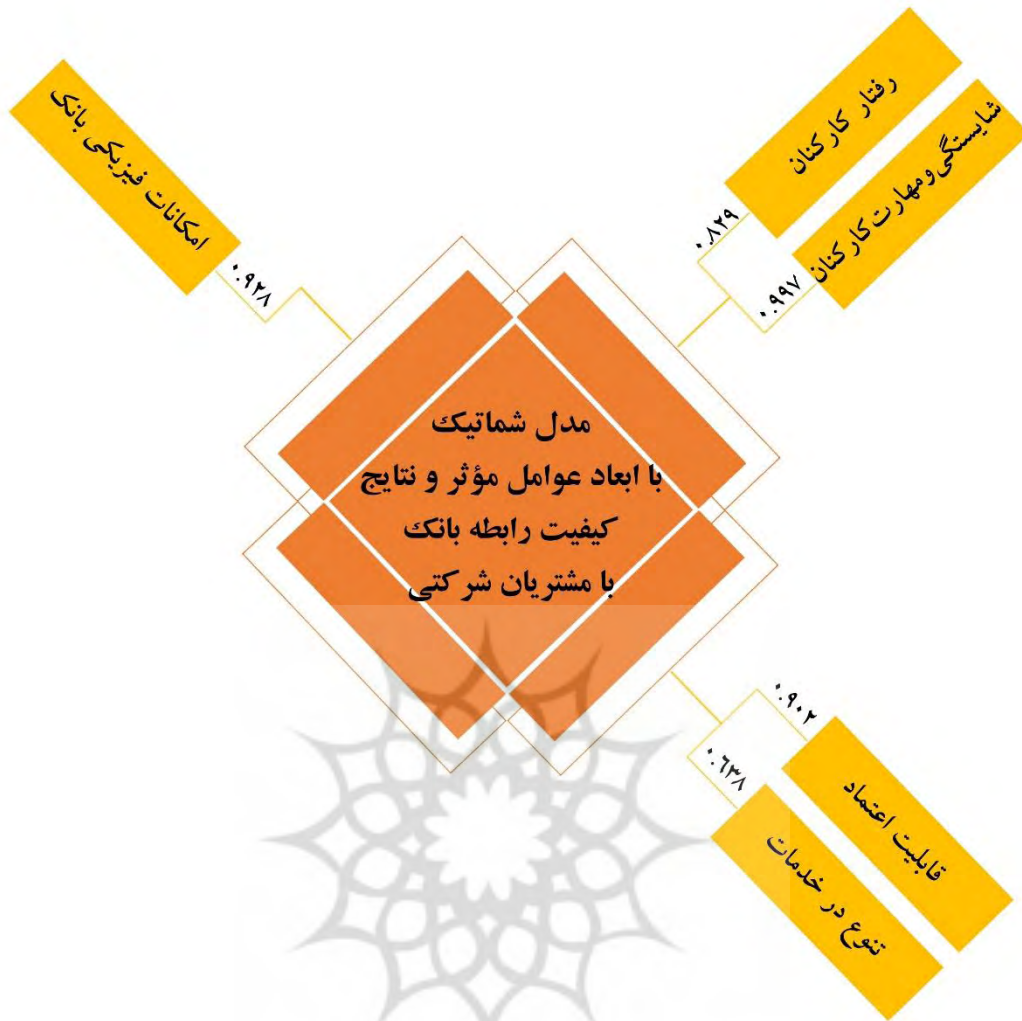 امکانات فیزیکی بانک
۰.۹۲۸
رفتار کارکنان
۰.۸۲۹
شایستگی و مهارت کارکنان
۰.۹۹۷
مدل شماتیک
با ابعاد عوامل مؤثر و نتایج
کیفیت رابطه بانک
با مشتریان شرکتی
۰.۹۰۲
قابلیت اعتماد
۰.٦٣٨
تنوع در خدمات